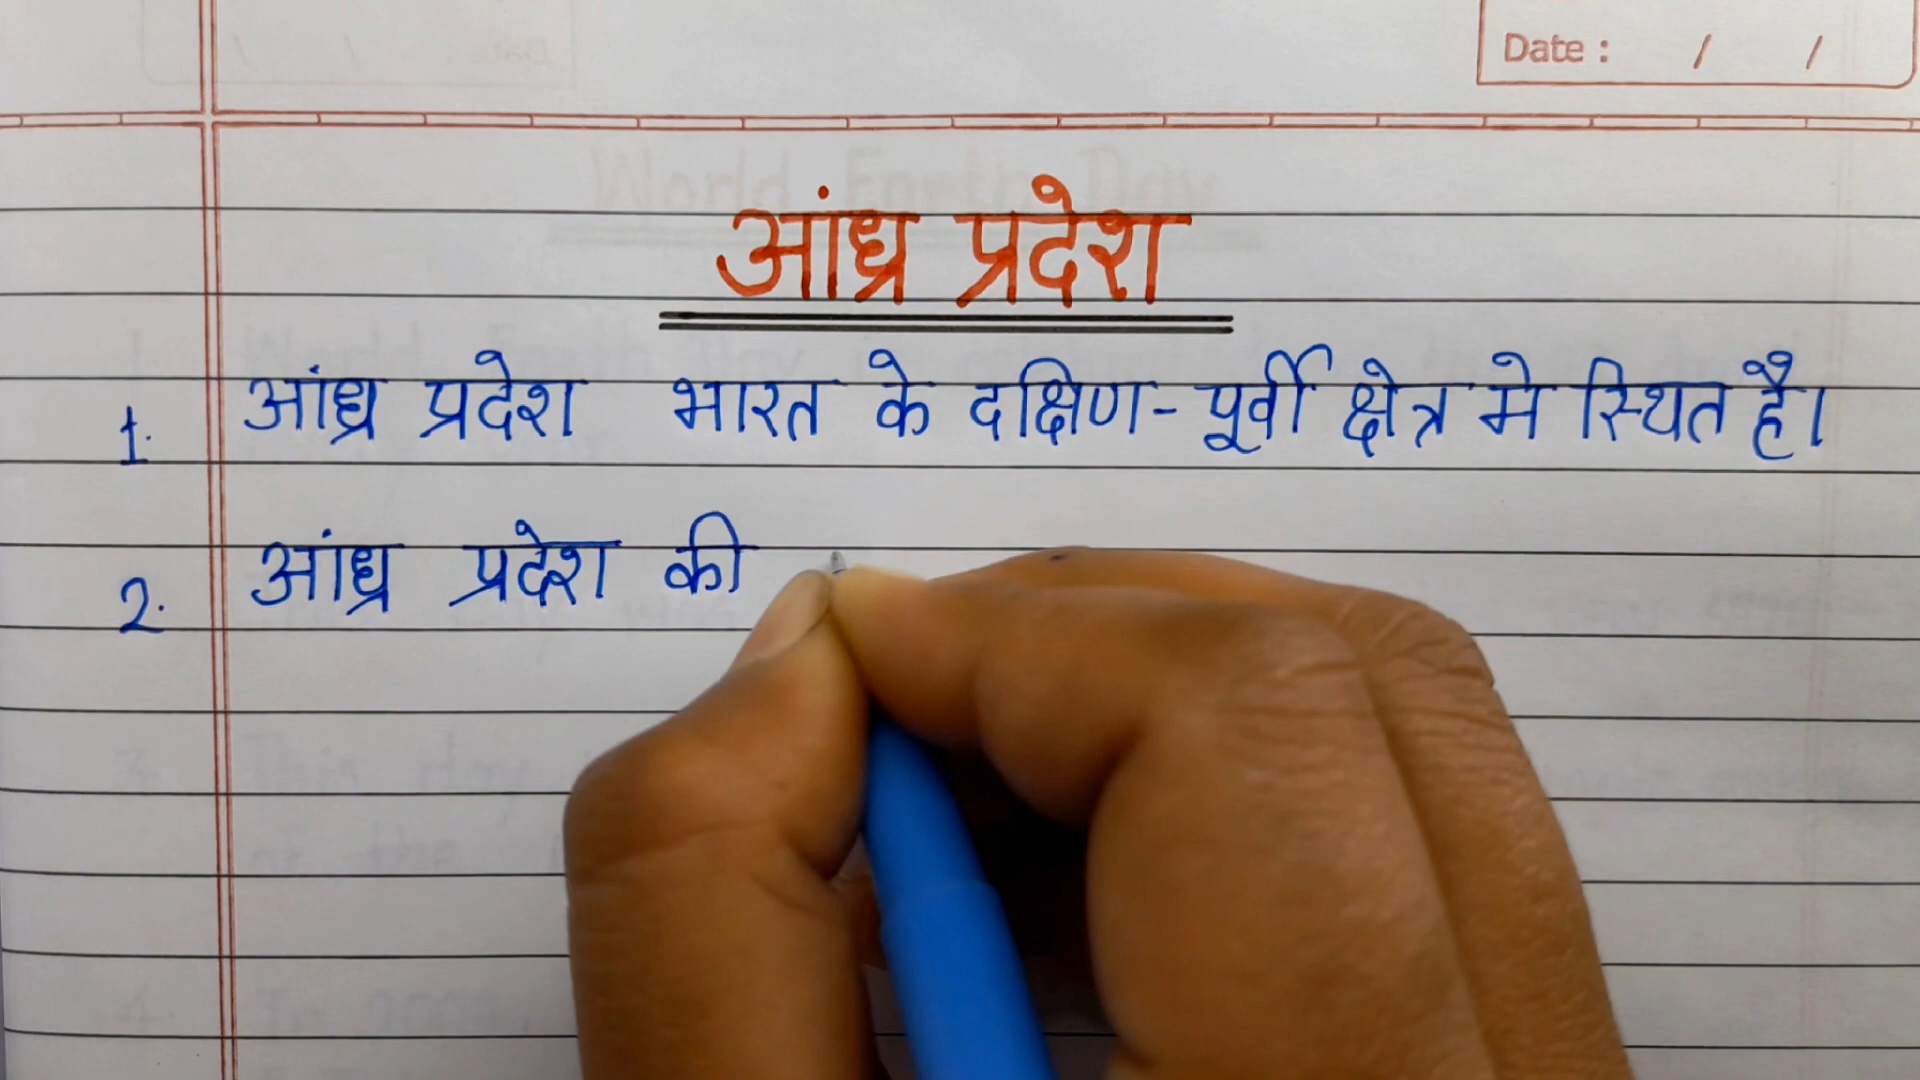 Date : / /
आंध्र प्रदेश
1. आंध्र प्रदेश भारत के दक्षिण-पूर्वी क्षेत्र मे स्थित है।
2. आंध्र प्रदेश की